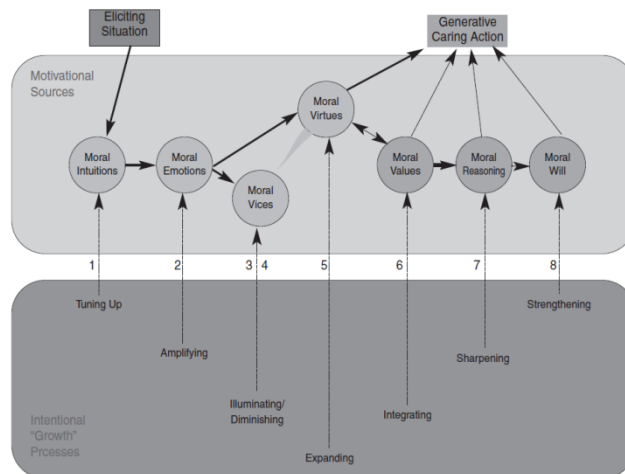 Eliciting
Situation
Generative
Caring Action
Motivational
Sources
Moral
Virtues
Moral
Intuitions
Moral
Emotions
Moral
Vices
Moral
Values
Moral
Reasoning
Moral
Will
1 2 3 4 5 6 7 8
Tuning Up
Strengthening
Amplifying
Sharpening
Illuminating/
Diminishing
Integrating
Expanding
Intentional
"Growth"
Prcesses